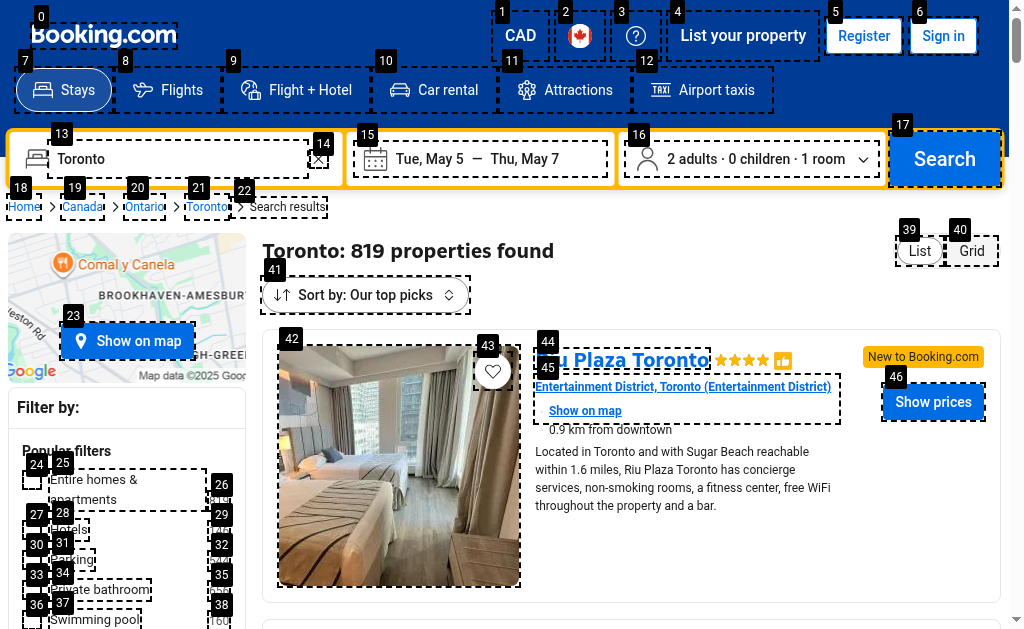 Booking.com
CAD
List your property
Register
Sign in
Stays
Flights
Flight + Hotel
Car rental
Attractions
Airport taxis
Toronto
Tue, May 5 — Thu, May 7
2 adults · 0 children · 1 room
Search
Home
Canada
Ontario
Toronto
Search results
Comal y Canela
BROOKHAVEN-AMESBUR
leston Rd
Show on map
GH-GREE
Google
Map data ©2025 Goog
Filter by:
Popular filters
Entire homes &
apartments
Hotels
Parking
Private bathroom
Swimming pool
160
Toronto: 819 properties found
List
Grid
Sort by: Our top picks
Riu Plaza Toronto
New to Booking.com
Entertainment District, Toronto (Entertainment District)
Show on map
0.9 km from downtown
Show prices
Located in Toronto and with Sugar Beach reachable
within 1.6 miles, Riu Plaza Toronto has concierge
services, non-smoking rooms, a fitness center, free WiFi
throughout the property and a bar.
0
1
2
3
4
5
6
7
8
9
10
11
12
13
14
15
16
17
18
19
20
21
22
23
24
25
26
27
28
29
30
31
32
33
34
35
36
37
38
39
40
41
42
43
44
45
46